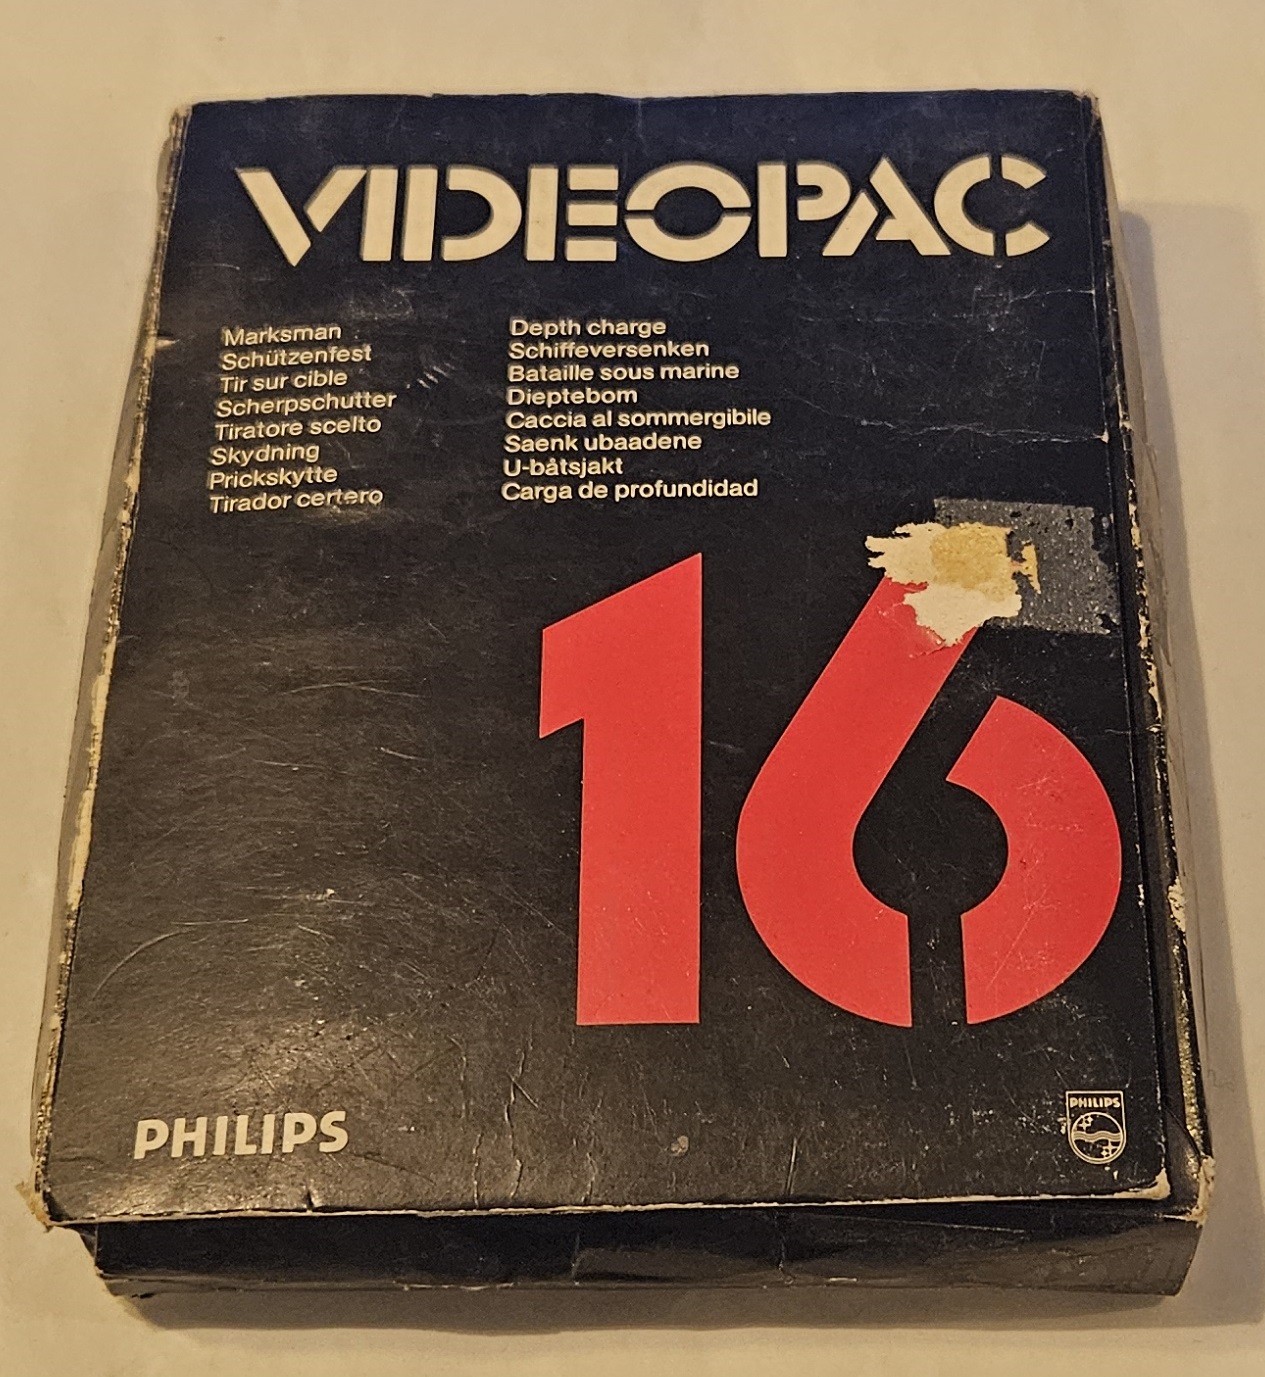 VIDEOPAC
Marksman
Schützenfest
Tir sur cible
Scherpschutter
Tiratore scelto
Skydning
Prickskytte
Tirador certero
Depth charge
Schiffeversenken
Bataille sous marine
Dieptebom
Caccia al sommergibile
Saenk ubaadene
U-båtsjakt
Carga de profundidad
16
PHILIPS
PHILIPS